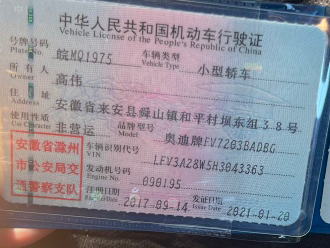 中华人民共和国机动车行驶证
Vehicle License of the People's Republic of China
号牌号码 皖MQ1975 车辆类型 小型轿车
Plate No. Vehicle Type
所有人 高伟
Owner
住址 安徽省来安县舜山镇和平村坝东组38号
Address
使用性质 非营运 品牌型号 奥迪牌FV7203BADBG
Use Character Model
安徽省滁州 车辆识别代号 LFV3A28W5H3043363
VIN
市公安局交 发动机号码 090195
Engine No.
通警察支队 注册日期 2017-09-14 发证日期 2021-01-20
Register Date Issue Date